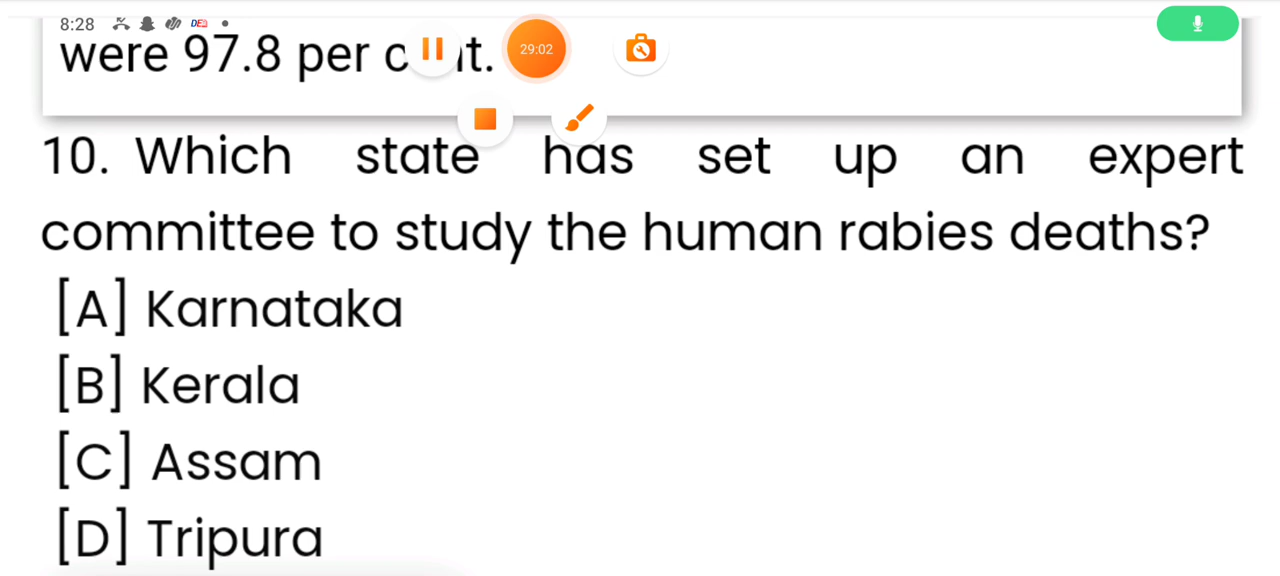 8:28
were 97.8 per
29:02
10. Which state has set up an expert
committee to study the human rabies deaths?
[A] Karnataka
[B] Kerala
[C] Assam
[D] Tripura